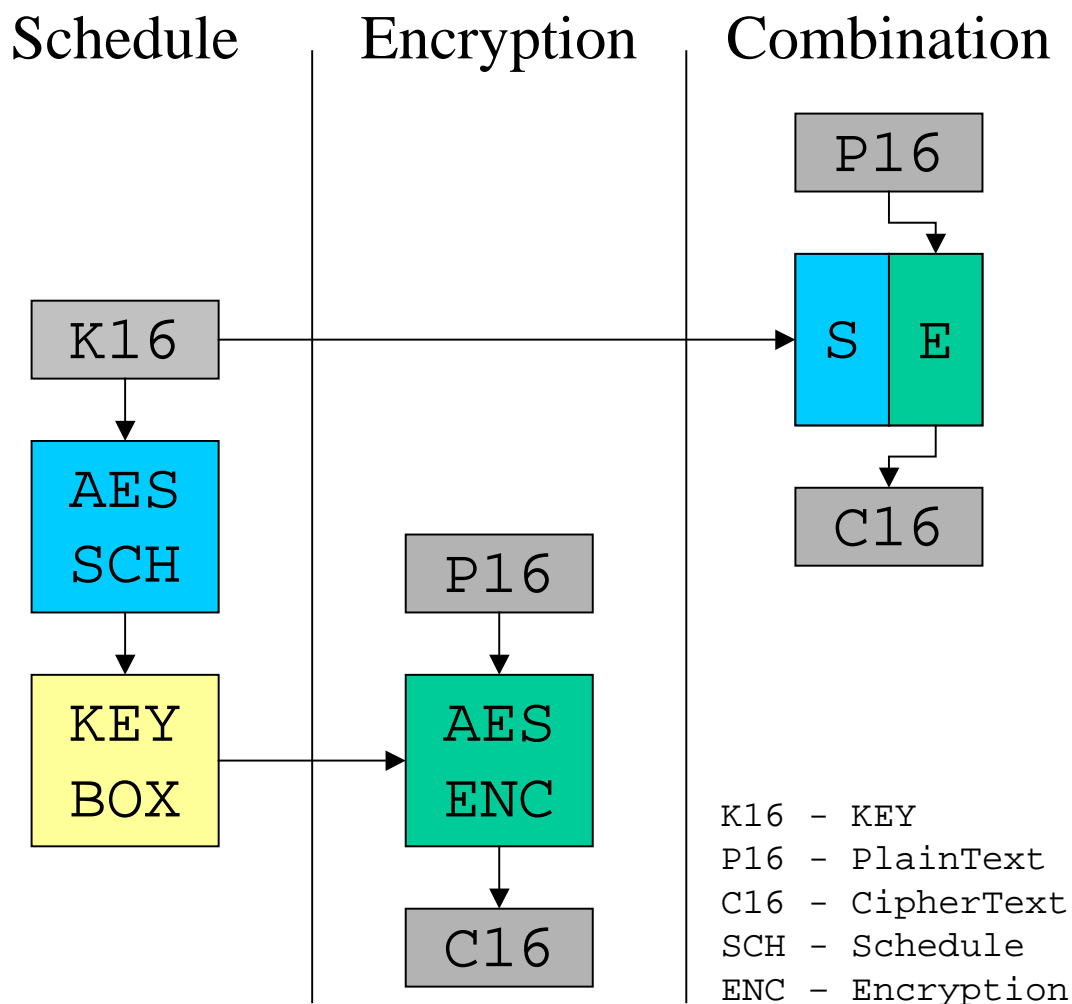 Schedule
Encryption
Combination
P16
S
E
K16
C16
AES
SCH
P16
KEY
BOX
AES
ENC
C16
K16 - KEY
P16 - PlainText
C16 - CipherText
SCH - Schedule
ENC – Encryption